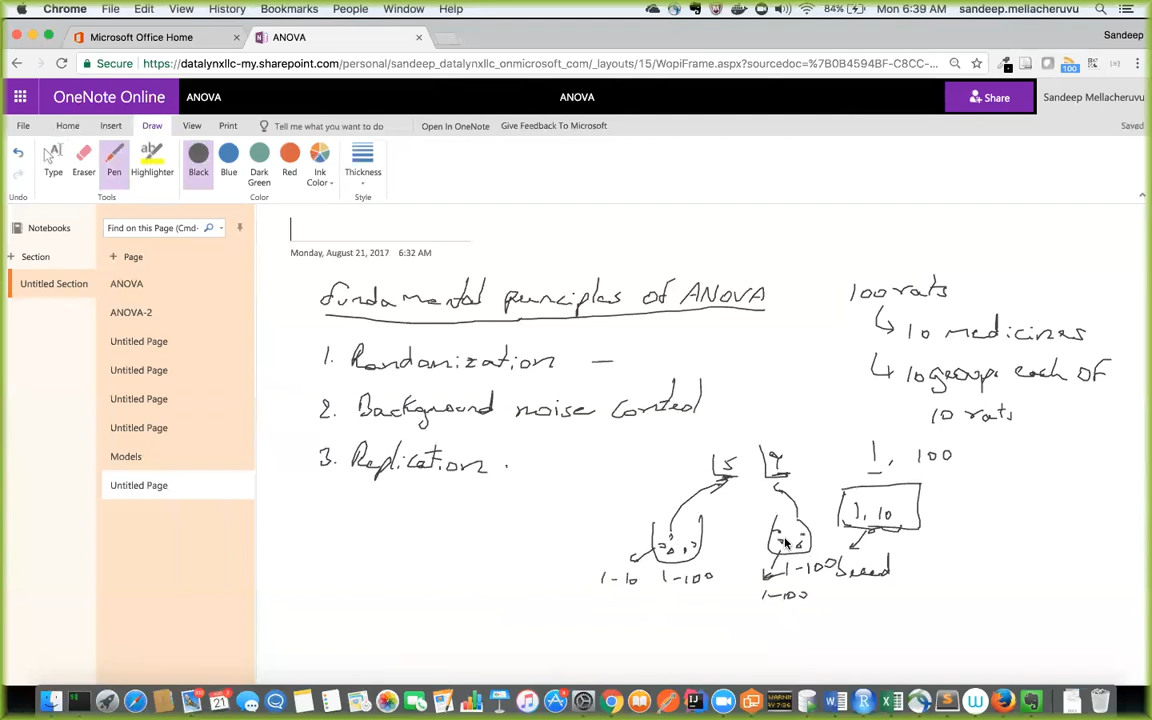 Chrome File Edit View History Bookmarks People Window Help 84% Mon 6:39 AM sandeep.mellacheruvu
Microsoft Office Home ANOVA Sandeep
Secure https://datalynxllc-my.sharepoint.com/personal/sandeep_datalynxllc_onmicrosoft_com/_layouts/15/WopiFrame.aspx?sourcedoc=%7B0B4594BF-C8CC-... 100
OneNote Online ANOVA ANOVA Share Sandeep Mellacheruvu
File Home Insert Draw View Print Tell me what you want to do Open In OneNote Give Feedback To Microsoft Saved
Type Eraser Pen Highlighter Black Blue Dark Green Red Ink Color Thickness
Undo Tools Color Style
Notebooks
Find on this Page (Cmd-
Section
Page
Untitled Section
ANOVA
ANOVA-2
Untitled Page
Untitled Page
Untitled Page
Untitled Page
Models
Untitled Page
Monday, August 21, 2017 6:32 AM
Fundamental principles of ANOVA
1. Randomization —
2. Background noise control
3. Replication .
100 rats
10 medicines
10 groups each of
10 rats
1, 100
5 9
1, 10
1-10 1-100 1-100
1-100
21